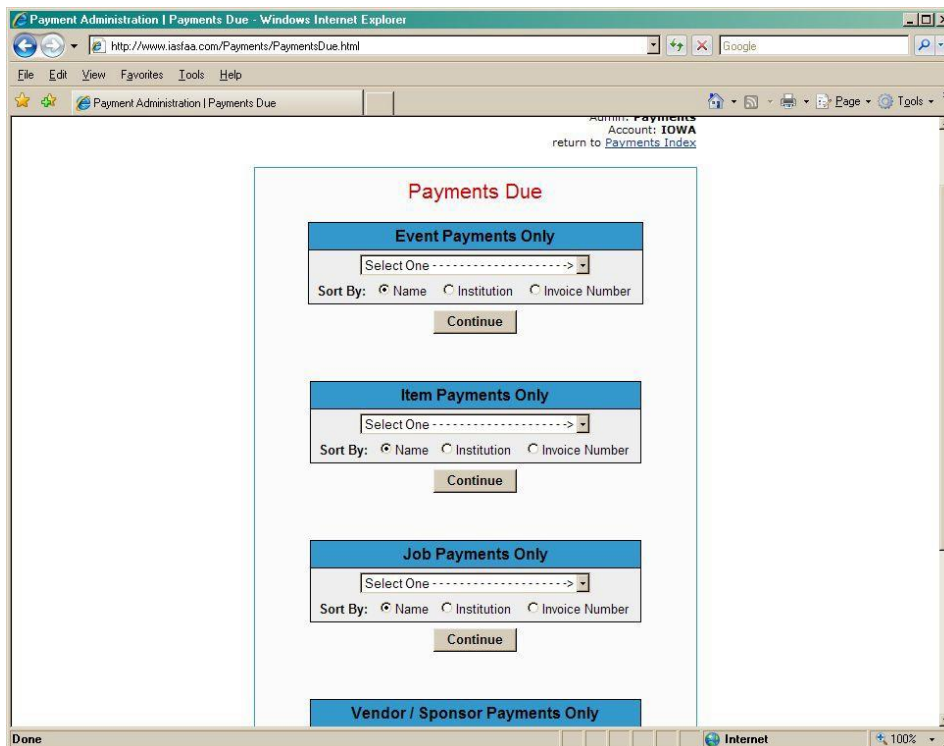 Payment Administration | Payments Due - Windows Internet Explorer
http://www.iasfaa.com/Payments/PaymentsDue.html
Google
File Edit View Favorites Tools Help
Payment Administration | Payments Due
Page Tools
Admin: Payments
Account: IOWA
return to Payments Index
Payments Due
Event Payments Only
Select One - - - - - - - - - - - - - - - - - - - ->
Sort By: Name Institution Invoice Number
Continue
Item Payments Only
Select One - - - - - - - - - - - - - - - - - - - ->
Sort By: Name Institution Invoice Number
Continue
Job Payments Only
Select One - - - - - - - - - - - - - - - - - - - ->
Sort By: Name Institution Invoice Number
Continue
Vendor / Sponsor Payments Only
Done Internet 100%